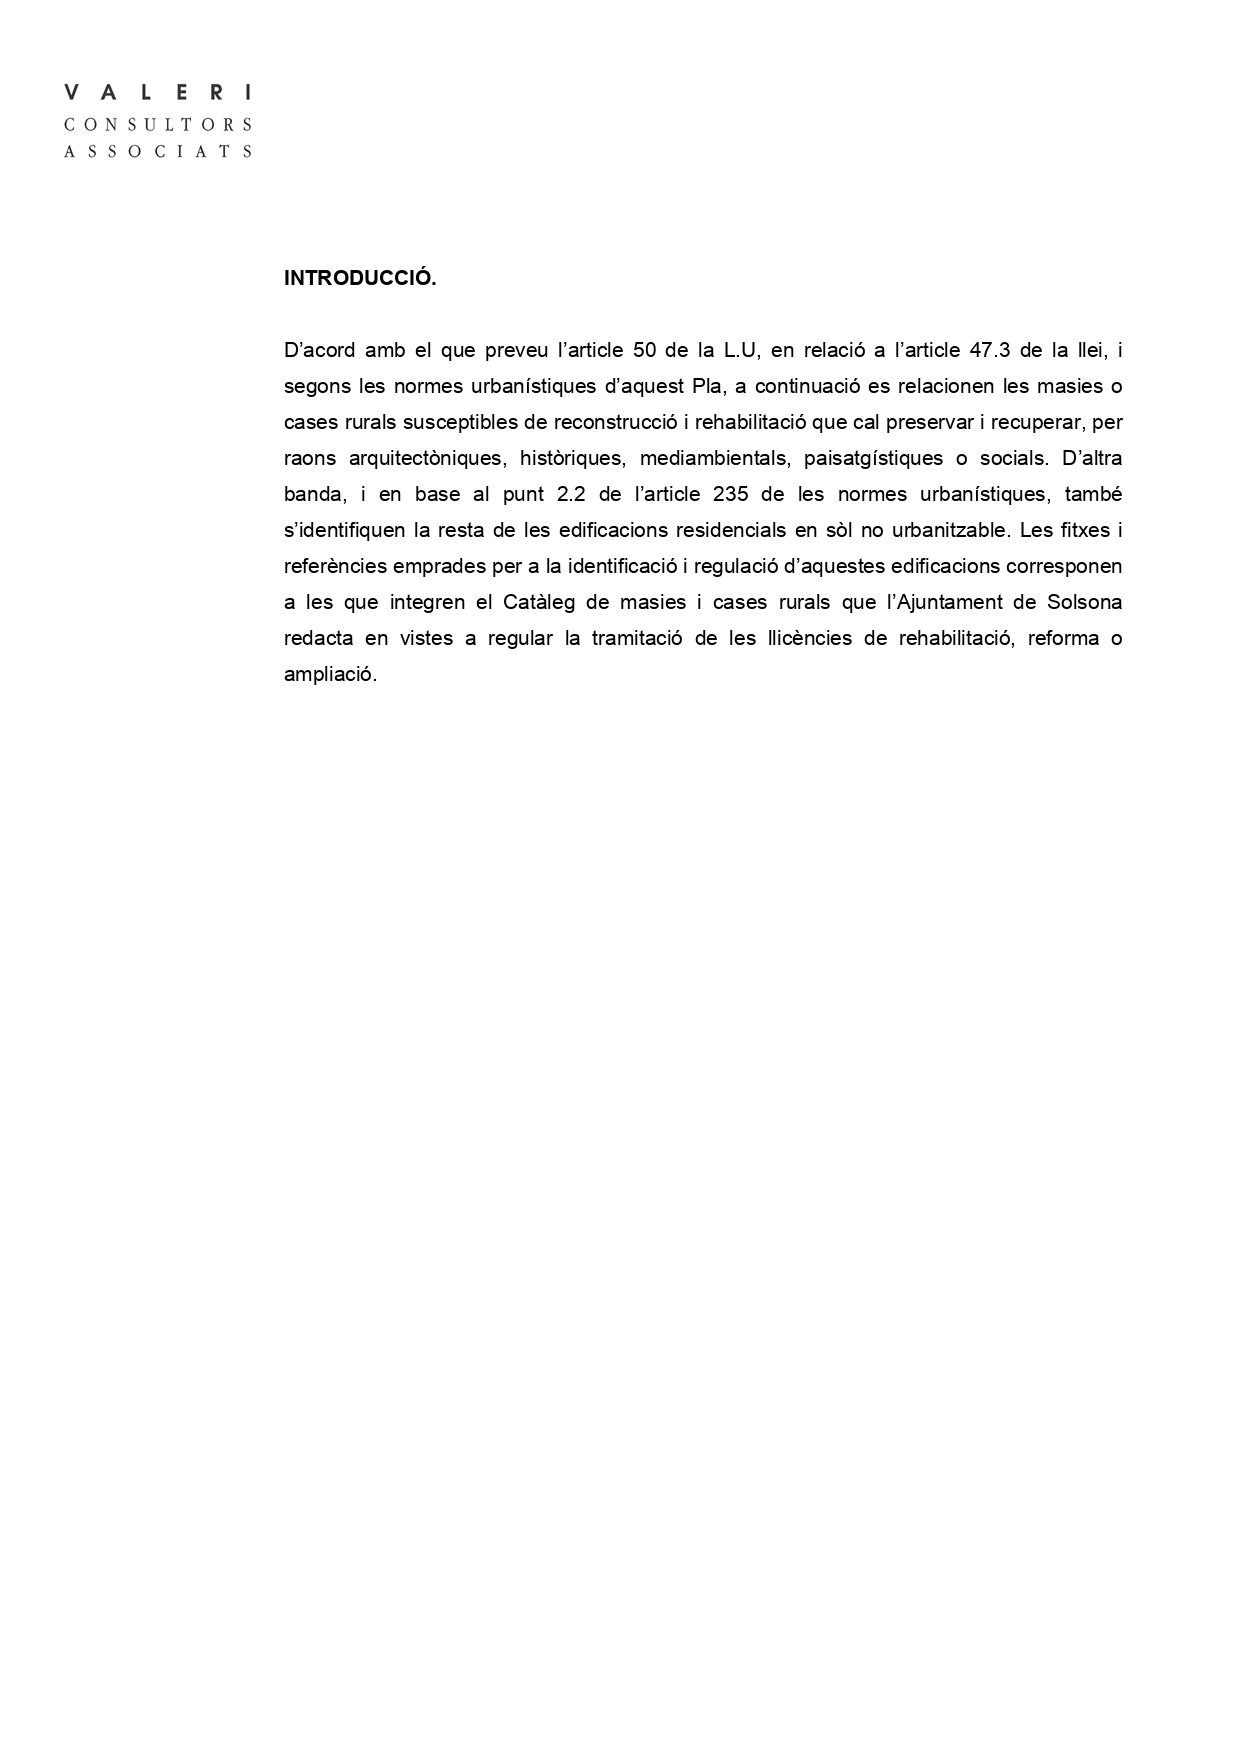 VALERI
CONSULTORS
ASSOCIATS
INTRODUCCIÓ.
D’acord amb el que preveu l’article 50 de la L.U, en relació a l’article 47.3 de la llei, i
segons les normes urbanístiques d’aquest Pla, a continuació es relacionen les masies o
cases rurals susceptibles de reconstrucció i rehabilitació que cal preservar i recuperar, per
raons arquitectòniques, històriques, mediambientals, paisatgístiques o socials. D’altra
banda, i en base al punt 2.2 de l’article 235 de les normes urbanístiques, també
s’identifiquen la resta de les edificacions residencials en sòl no urbanitzable. Les fitxes i
referències emprades per a la identificació i regulació d’aquestes edificacions corresponen
a les que integren el Catàleg de masies i cases rurals que l’Ajuntament de Solsona
redacta en vistes a regular la tramitació de les llicències de rehabilitació, reforma o
ampliació.